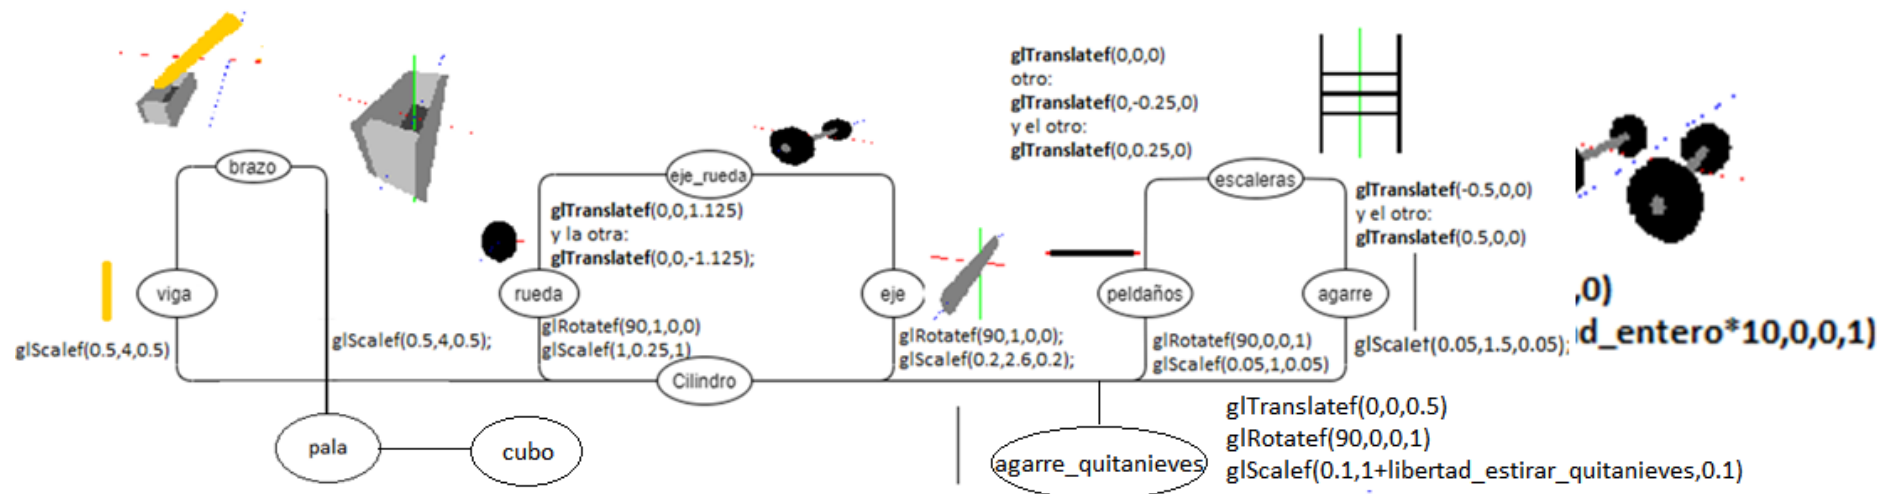 glTranslatef(0,0,0)
otro:
glTranslatef(0,-0.25,0)
y el otro:
glTranslatef(0,0.25,0)
brazo
eje_rueda
escaleras
glTranslatef(0,0,1.125)
y la otra:
glTranslatef(0,0,-1.125);
glTranslatef(-0.5,0,0)
y el otro:
glTranslatef(0.5,0,0)
viga
rueda
eje
peldaños
agarre
,0)
d_entero*10,0,0,1)
glScalef(0.5,4,0.5)
glScalef(0.5,4,0.5);
glRotatef(90,1,0,0)
glScalef(1,0.25,1)
glRotatef(90,1,0,0);
glScalef(0.2,2.6,0.2);
glRotatef(90,0,0,1)
glScalef(0.05,1,0.05)
glScalef(0.05,1.5,0.05);
Cilindro
pala
cubo
agarre_quitanieves
glTranslatef(0,0,0.5)
glRotatef(90,0,0,1)
glScalef(0.1,1+libertad_estirar_quitanieves,0.1)